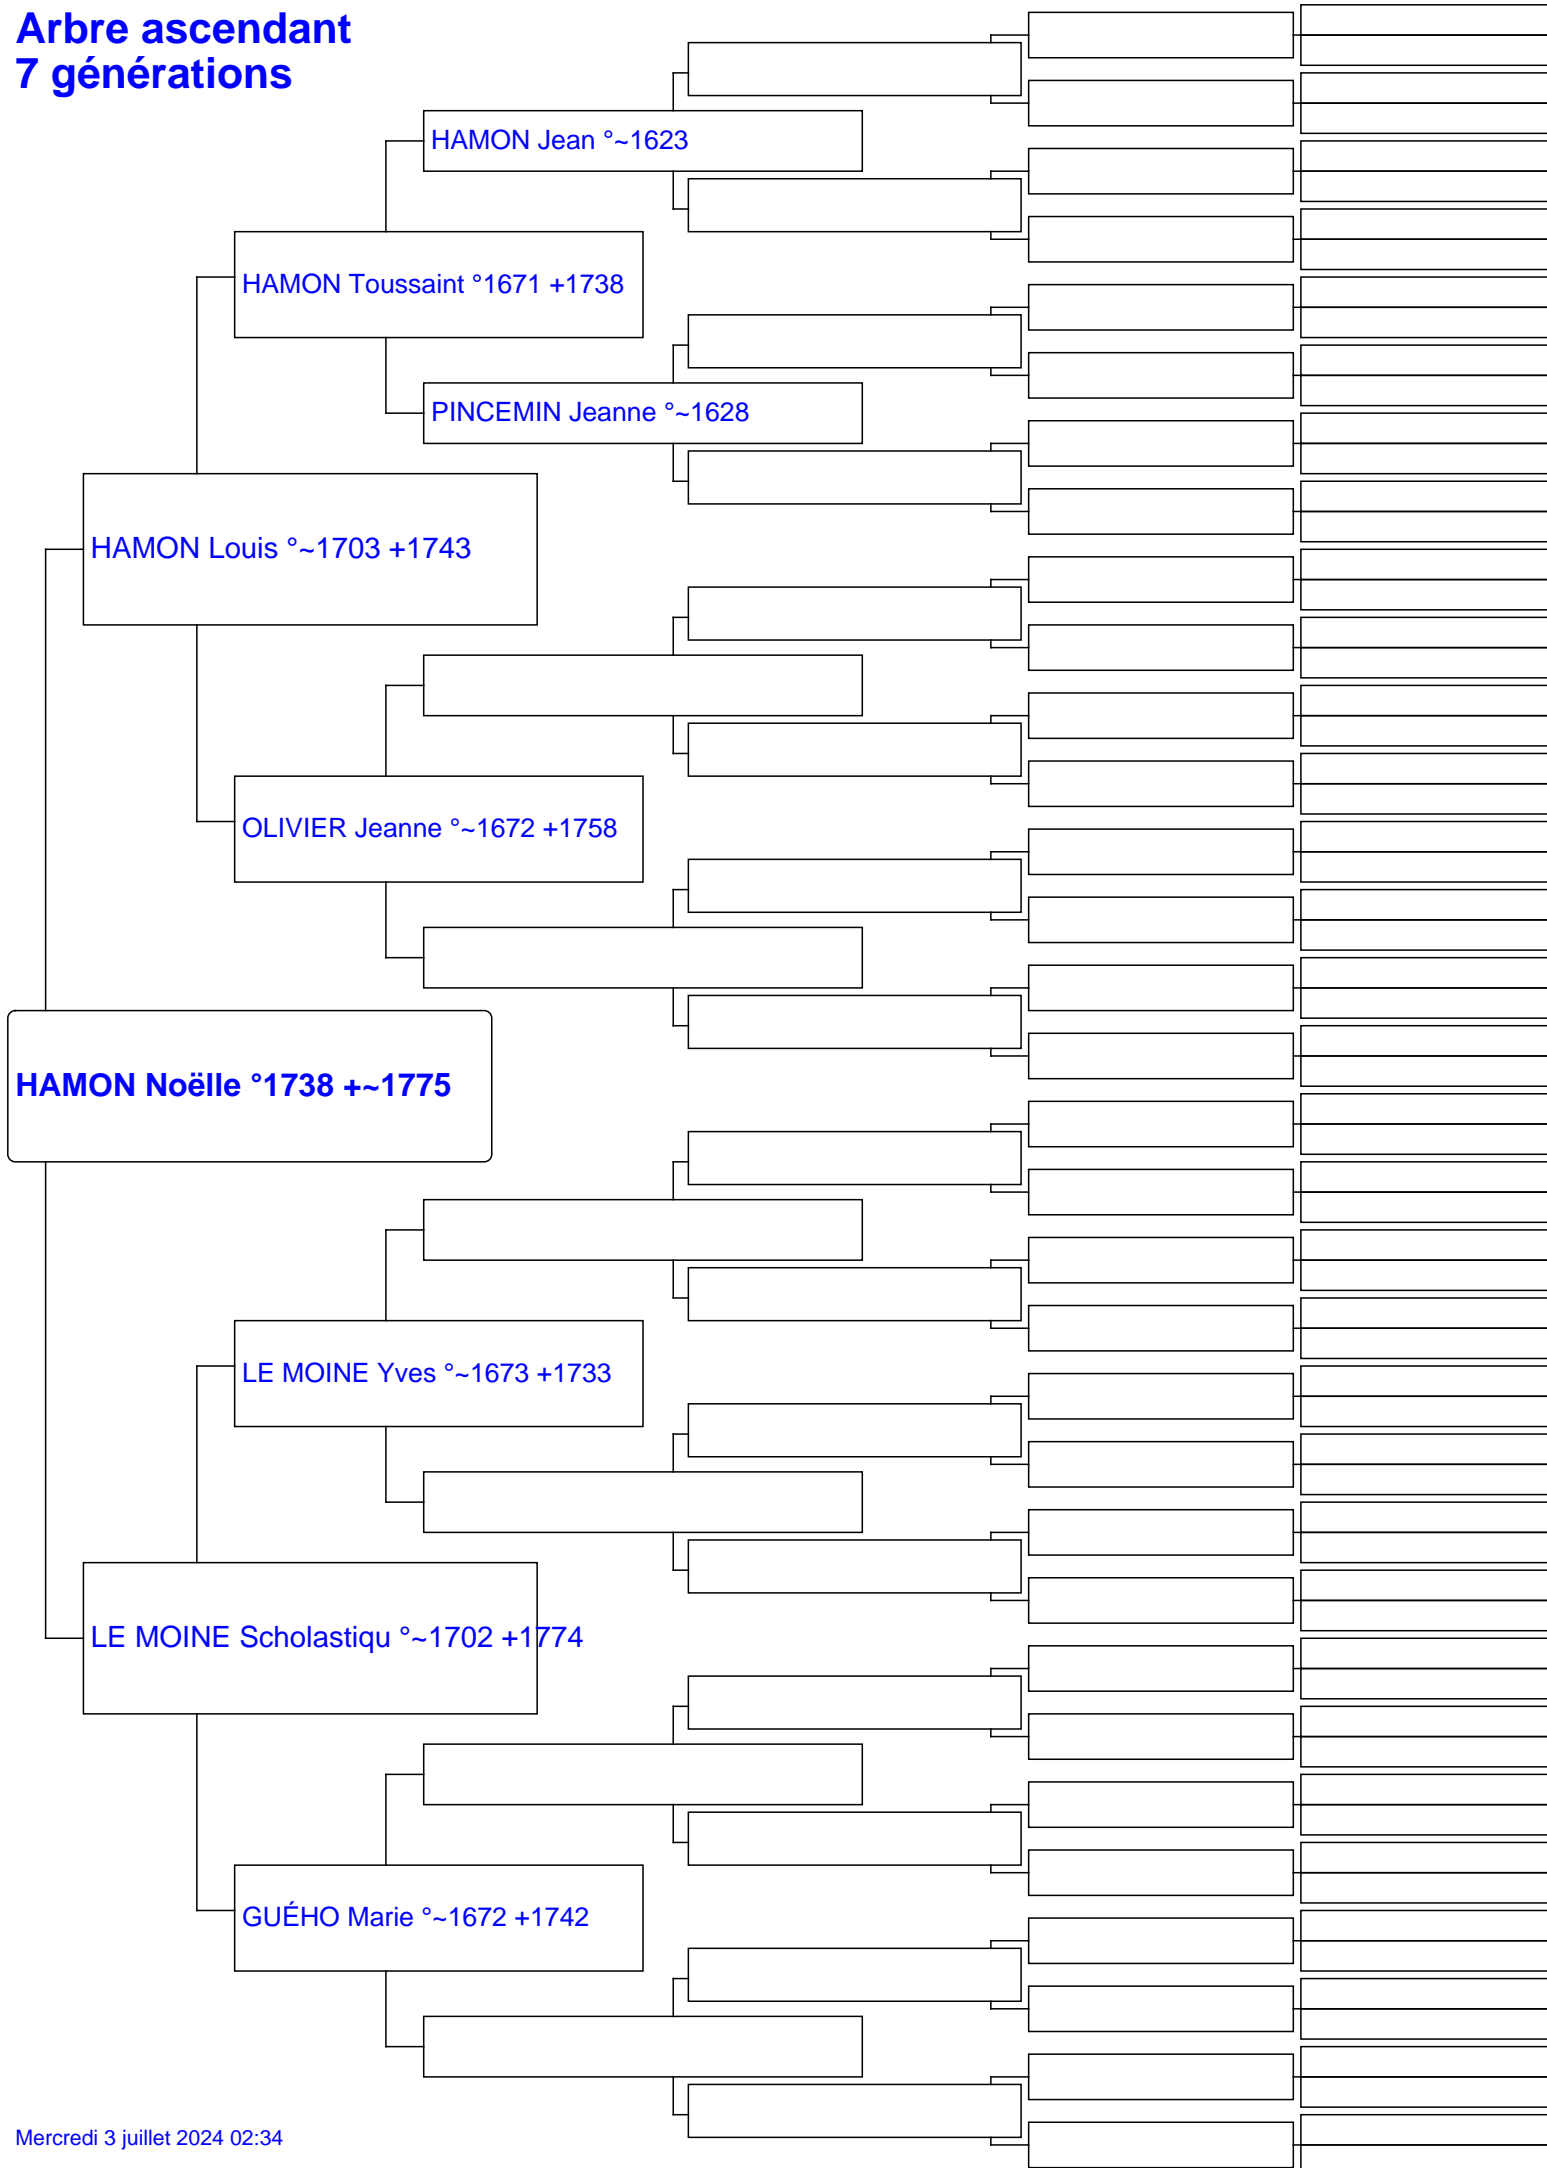 Arbre ascendant
7 générations
HAMON Jean °~1623
HAMON Toussaint °1671 +1738
PINCEMIN Jeanne °~1628
HAMON Louis °~1703 +1743
OLIVIER Jeanne °~1672 +1758
HAMON Noëlle °1738 +~1775
LE MOINE Yves °~1673 +1733
LE MOINE Scholastiqu °~1702 +1774
GUÉHO Marie °~1672 +1742
Mercredi 3 juillet 2024 02:34